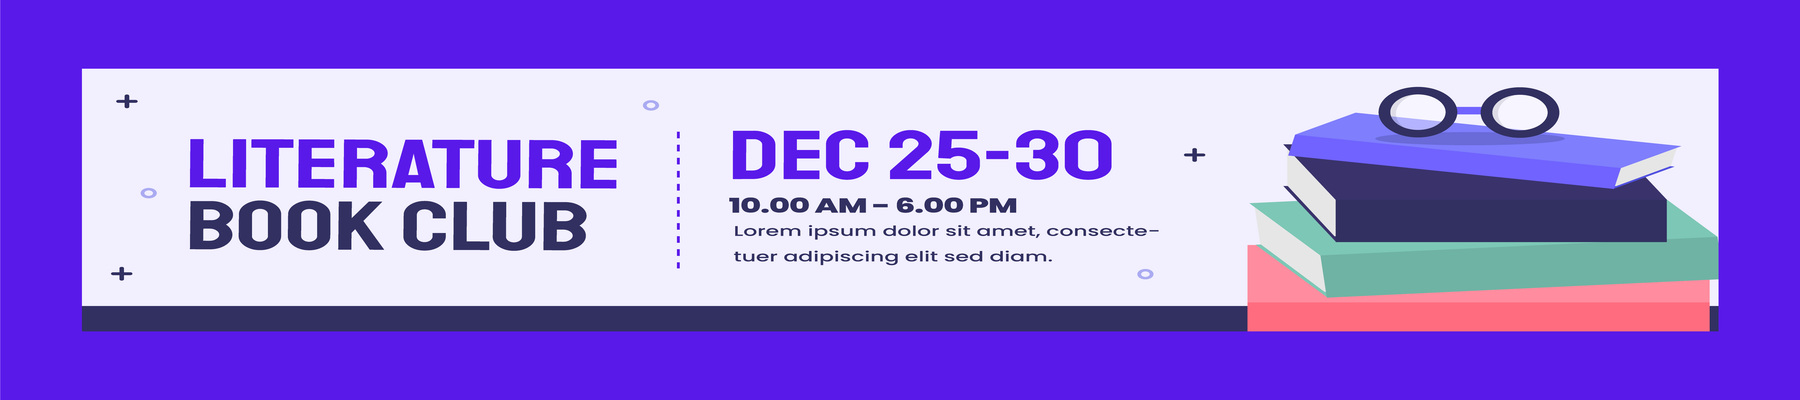 LITERATURE
BOOK CLUB
DEC 25-30
10.00 AM – 6.00 PM
Lorem ipsum dolor sit amet, consecte-
tuer adipiscing elit sed diam.